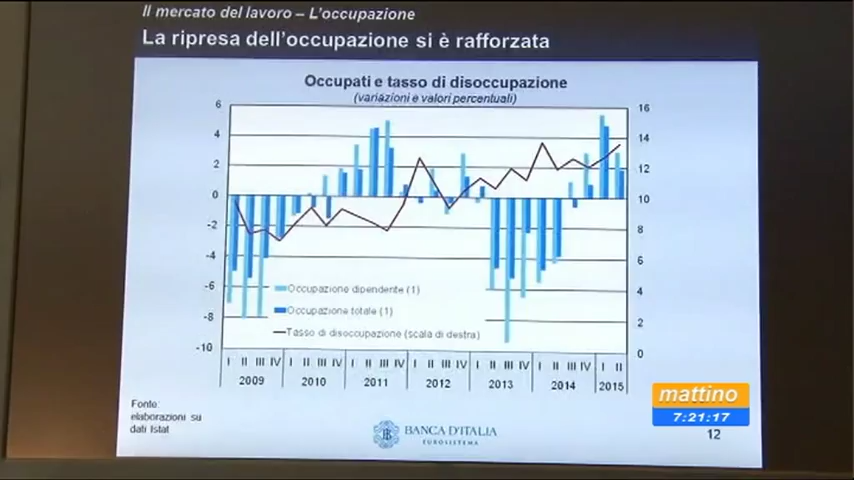 Il mercato del lavoro – L'occupazione
La ripresa dell'occupazione si è rafforzata
Occupati e tasso di disoccupazione
(variazioni e valori percentuali)
6
4
2
0
-2
-4
-6
-8
-10
16
14
12
10
8
6
4
2
0
Occupazione dipendente (1)
Occupazione totale (1)
Tasso di disoccupazione (scala di destra)
I II III IV I II III IV I II III IV I II III IV I II III IV I II III IV I II
2009 2010 2011 2012 2013 2014 2015
Fonte:
elaborazioni su
dati Istat
BANCA D'ITALIA
EUROSISTEMA
mattino
7:21:17
12